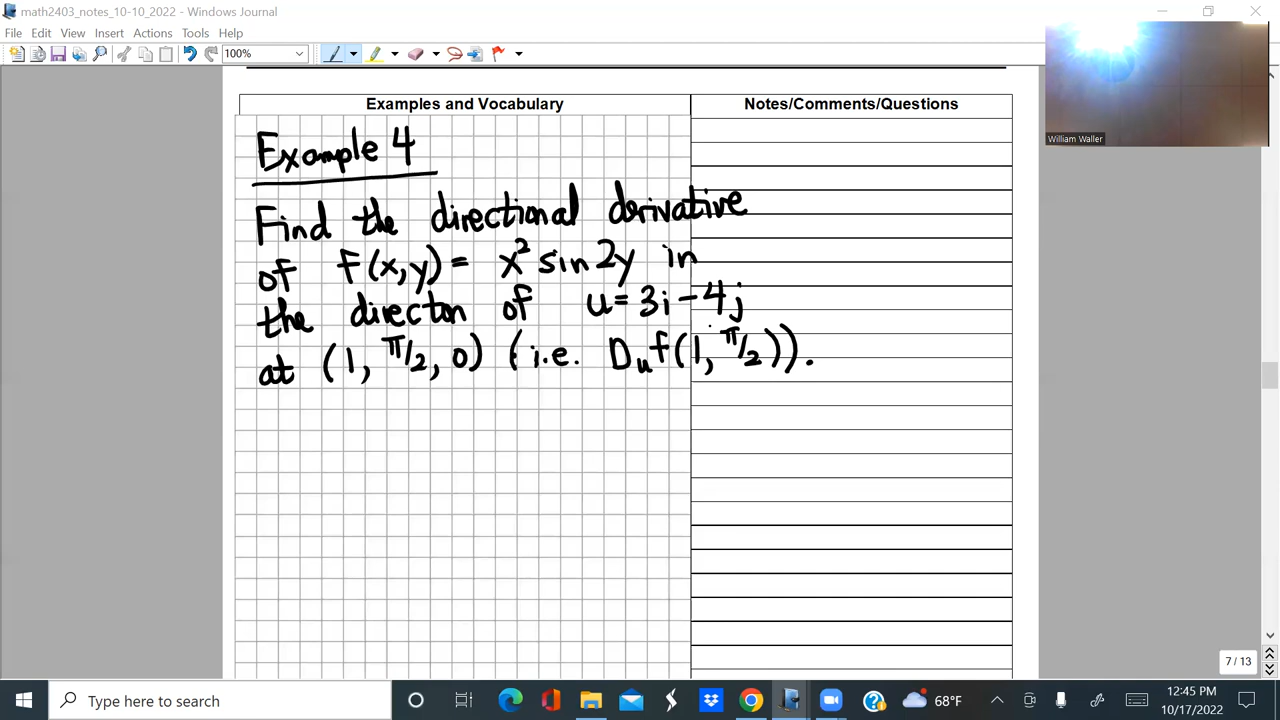 math2403_notes_10-10_2022 - Windows Journal
File Edit View Insert Actions Tools Help
100%
William Waller
Examples and Vocabulary
Notes/Comments/Questions
Example 4
Find the directional derivative
of f(x,y) = x² sin 2y in
the directon of u = 3i - 4j
at (1, π/2, 0) (i.e. Duf(1, π/2)).
7 / 13
Type here to search
68°F
12:45 PM
10/17/2022